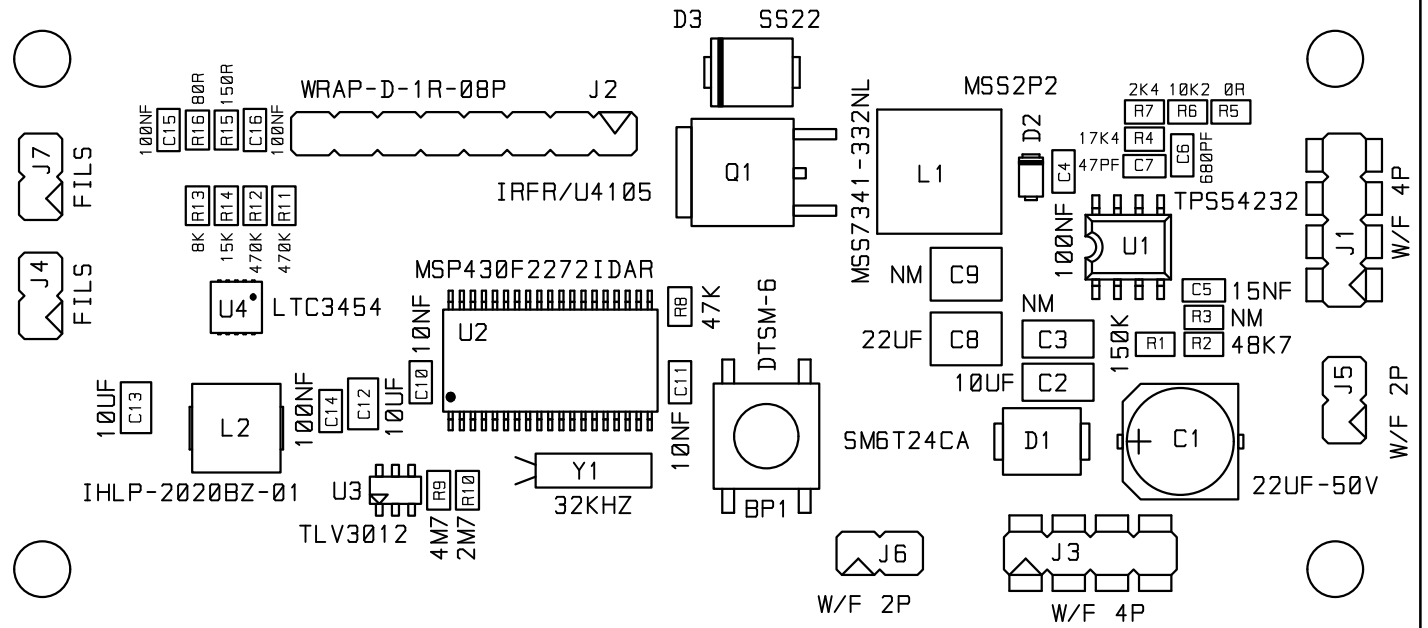 D3 SS22
WRAP-D-1R-08P J2
100NF C15 R16 80R R15 150R C16 100NF
J7 FILS
IRFR/U4105
Q1
MSS7341-332NL
L1
MSS2P2
D2
C4
100NF
2K4 10K2 0R
R7 R6 R5
17K4 R4
47PF C7
C6 680PF
TPS54232
U1
J1
W/F 4P
R13 R14 R12 R11
8K 15K 470K 470K
J4 FILS
U4 LTC3454
MSP430F2272IDAR
U2
10NF
C10
R8 47K
C11
10NF
DTSM-6
BP1
NM C9
22UF C8
NM
C3
10UF C2
150K
C5 15NF
R3 NM
R1 R2 48K7
J5
W/F 2P
10UF C13
L2
IHLP-2020BZ-01
100NF C14 C12 10UF
U3
TLV3012
R9 R10
4M7 2M7
Y1
32KHZ
SM6T24CA D1
C1
22UF-50V
J6
W/F 2P
J3
W/F 4P